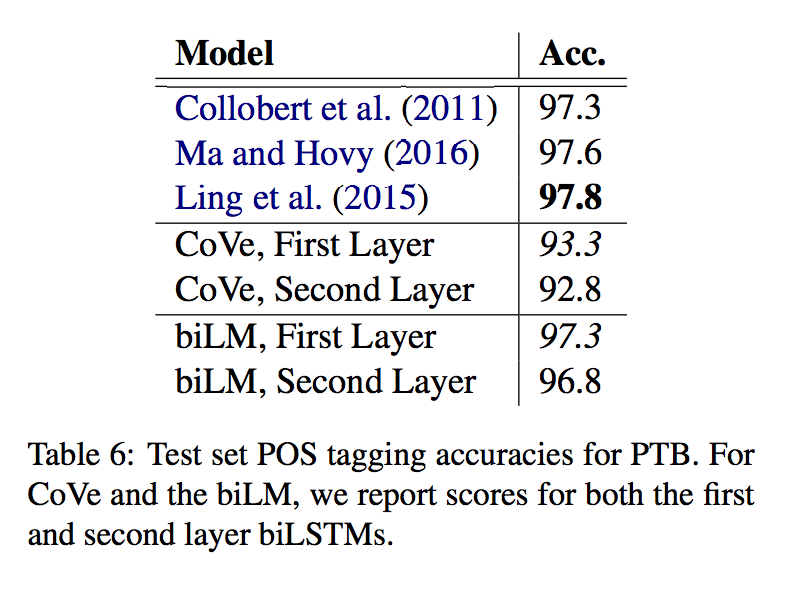 Model Acc.
Collobert et al. (2011) 97.3
Ma and Hovy (2016) 97.6
Ling et al. (2015) 97.8
CoVe, First Layer 93.3
CoVe, Second Layer 92.8
biLM, First Layer 97.3
biLM, Second Layer 96.8
Table 6: Test set POS tagging accuracies for PTB. For
CoVe and the biLM, we report scores for both the first
and second layer biLSTMs.